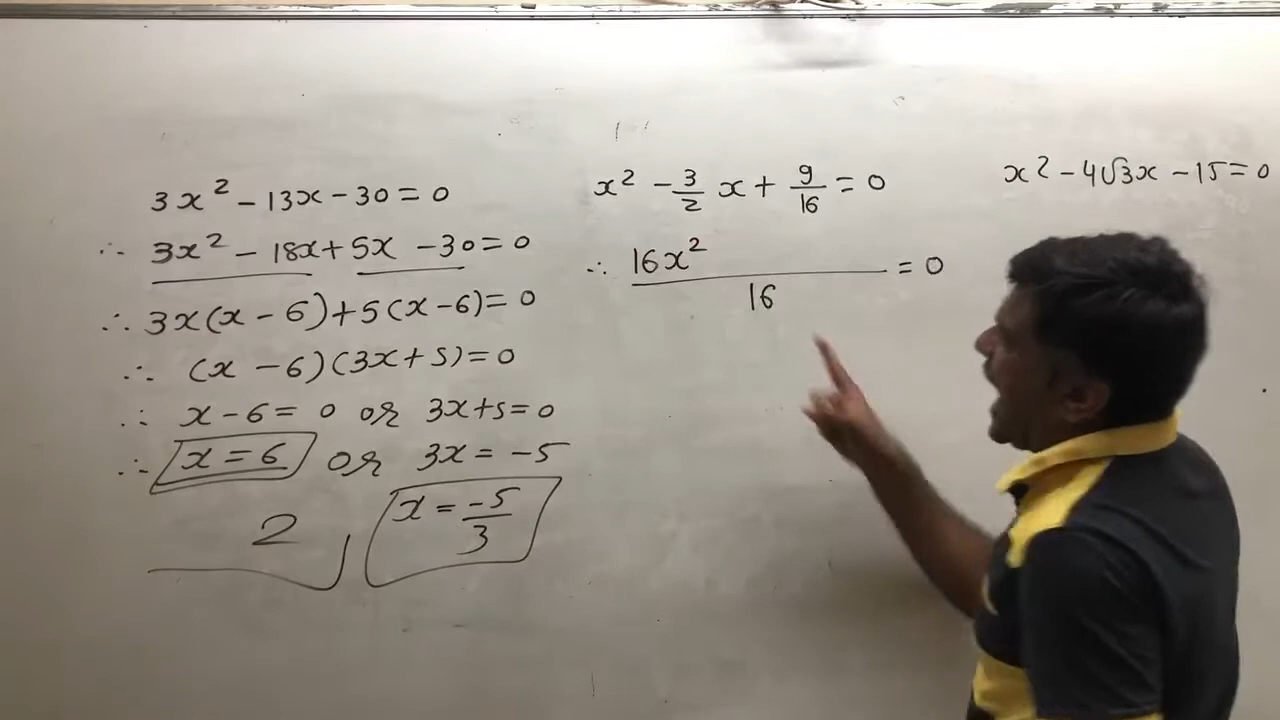 3x² - 13x - 30 = 0
∴ 3x² - 18x + 5x - 30 = 0
∴ 3x(x - 6) + 5(x - 6) = 0
∴ (x - 6)(3x + 5) = 0
∴ x - 6 = 0 or 3x + 5 = 0
∴ x = 6 or 3x = -5
2 x = -5/3
x² - 3/2 x + 9/16 = 0
∴ 16x² / 16 = 0
x² - 4√3x - 15 = 0